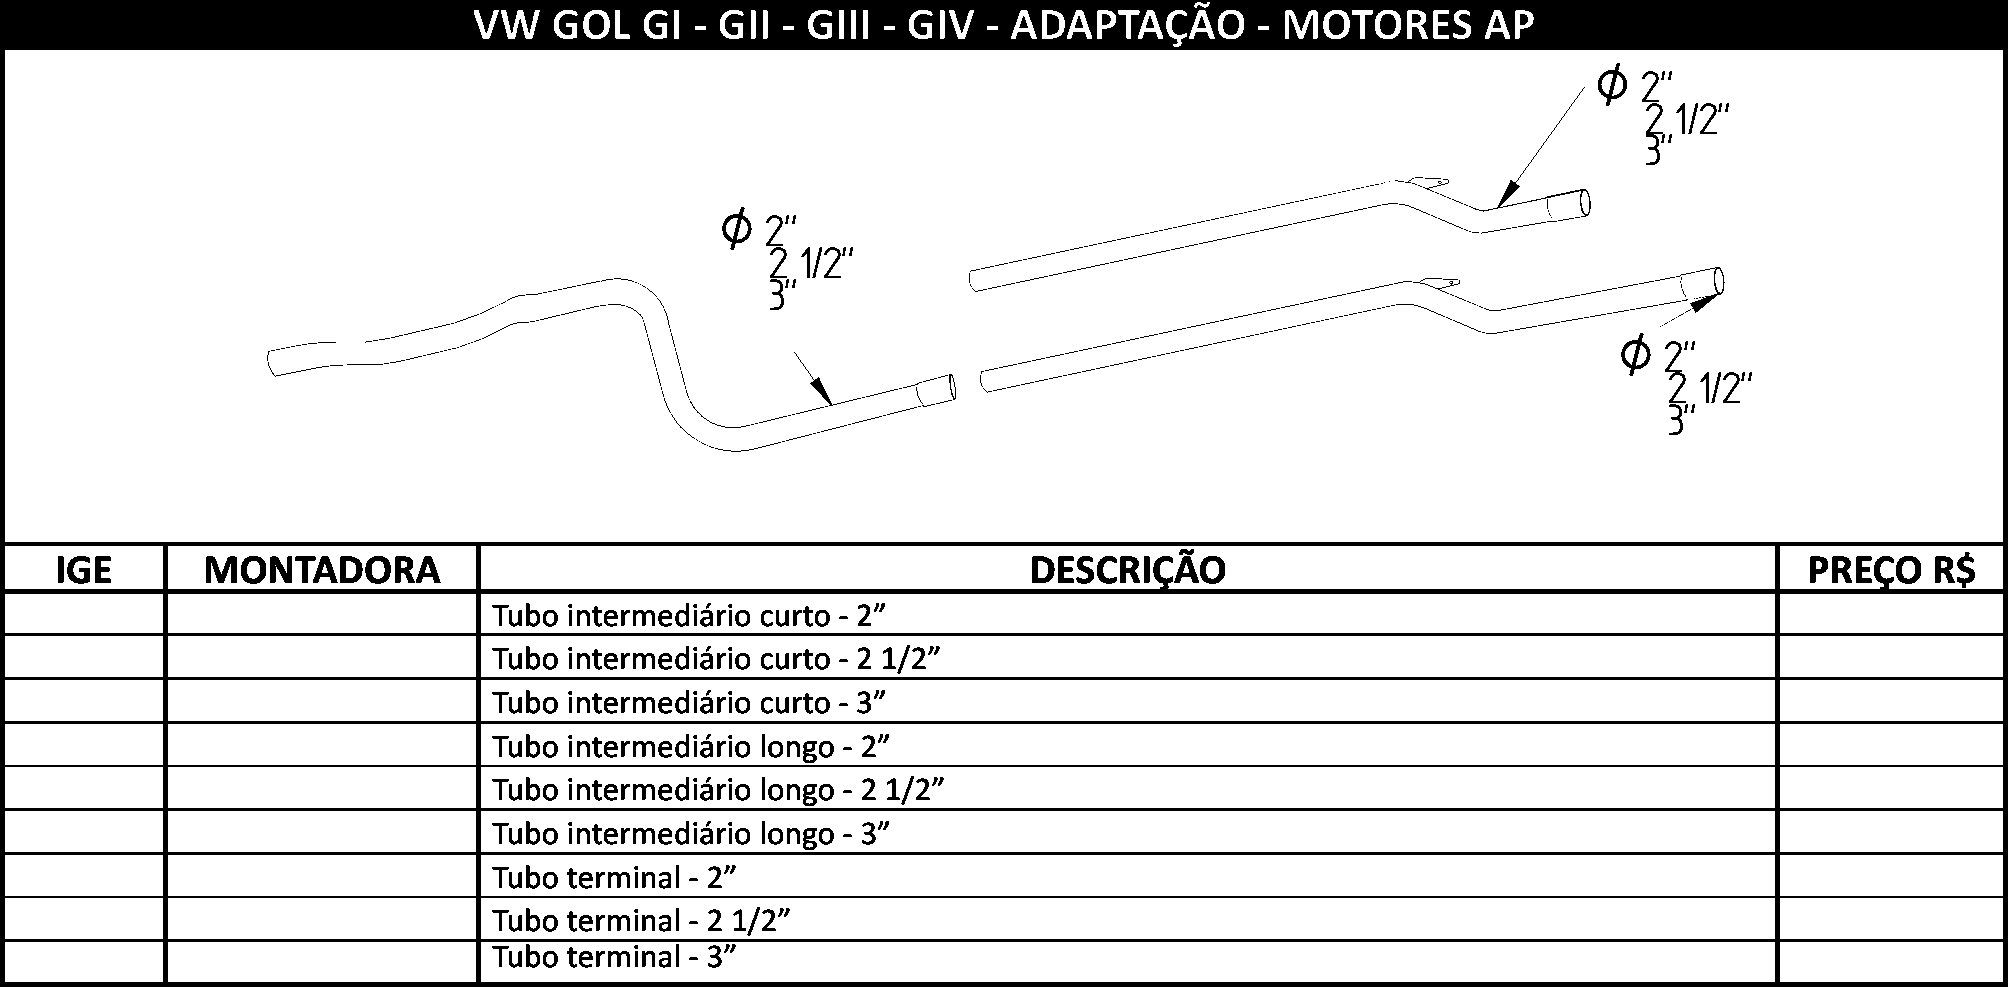 VW GOL GI - GII - GIII - GIV - ADAPTAÇÃO - MOTORES AP
Φ 2"
2 1/2"
3"
Φ 2"
2 1/2"
3"
Φ 2"
2 1/2"
3"
IGE MONTADORA DESCRIÇÃO PREÇO R$
Tubo intermediário curto - 2”
Tubo intermediário curto - 2 1/2”
Tubo intermediário curto - 3”
Tubo intermediário longo - 2”
Tubo intermediário longo - 2 1/2”
Tubo intermediário longo - 3”
Tubo terminal - 2”
Tubo terminal - 2 1/2”
Tubo terminal - 3”